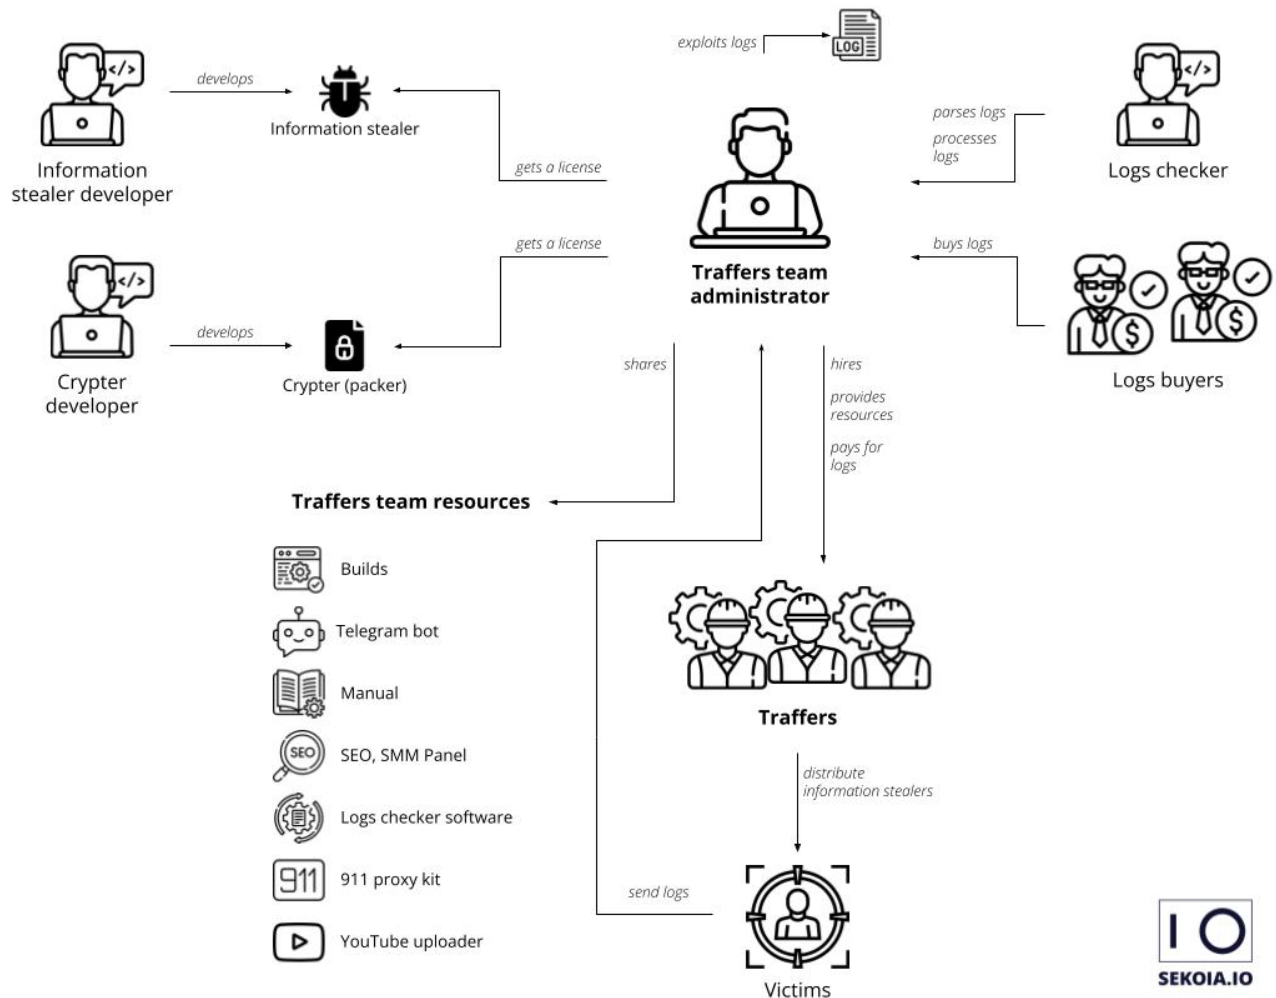 exploits logs
LOG
</>
develops
Information stealer
Information
stealer developer
gets a license
parses logs
processes
logs
</>
Logs checker
</>
develops
Crypter (packer)
Crypter
developer
gets a license
Traffers team
administrator
buys logs
$
$
Logs buyers
shares
hires
provides
resources
pays for
logs
Traffers team resources
Builds
Telegram bot
Manual
SEO
SEO, SMM Panel
Logs checker software
911
911 proxy kit
YouTube uploader
Traffers
distribute
information stealers
send logs
Victims
IO
SEKOIA.IO